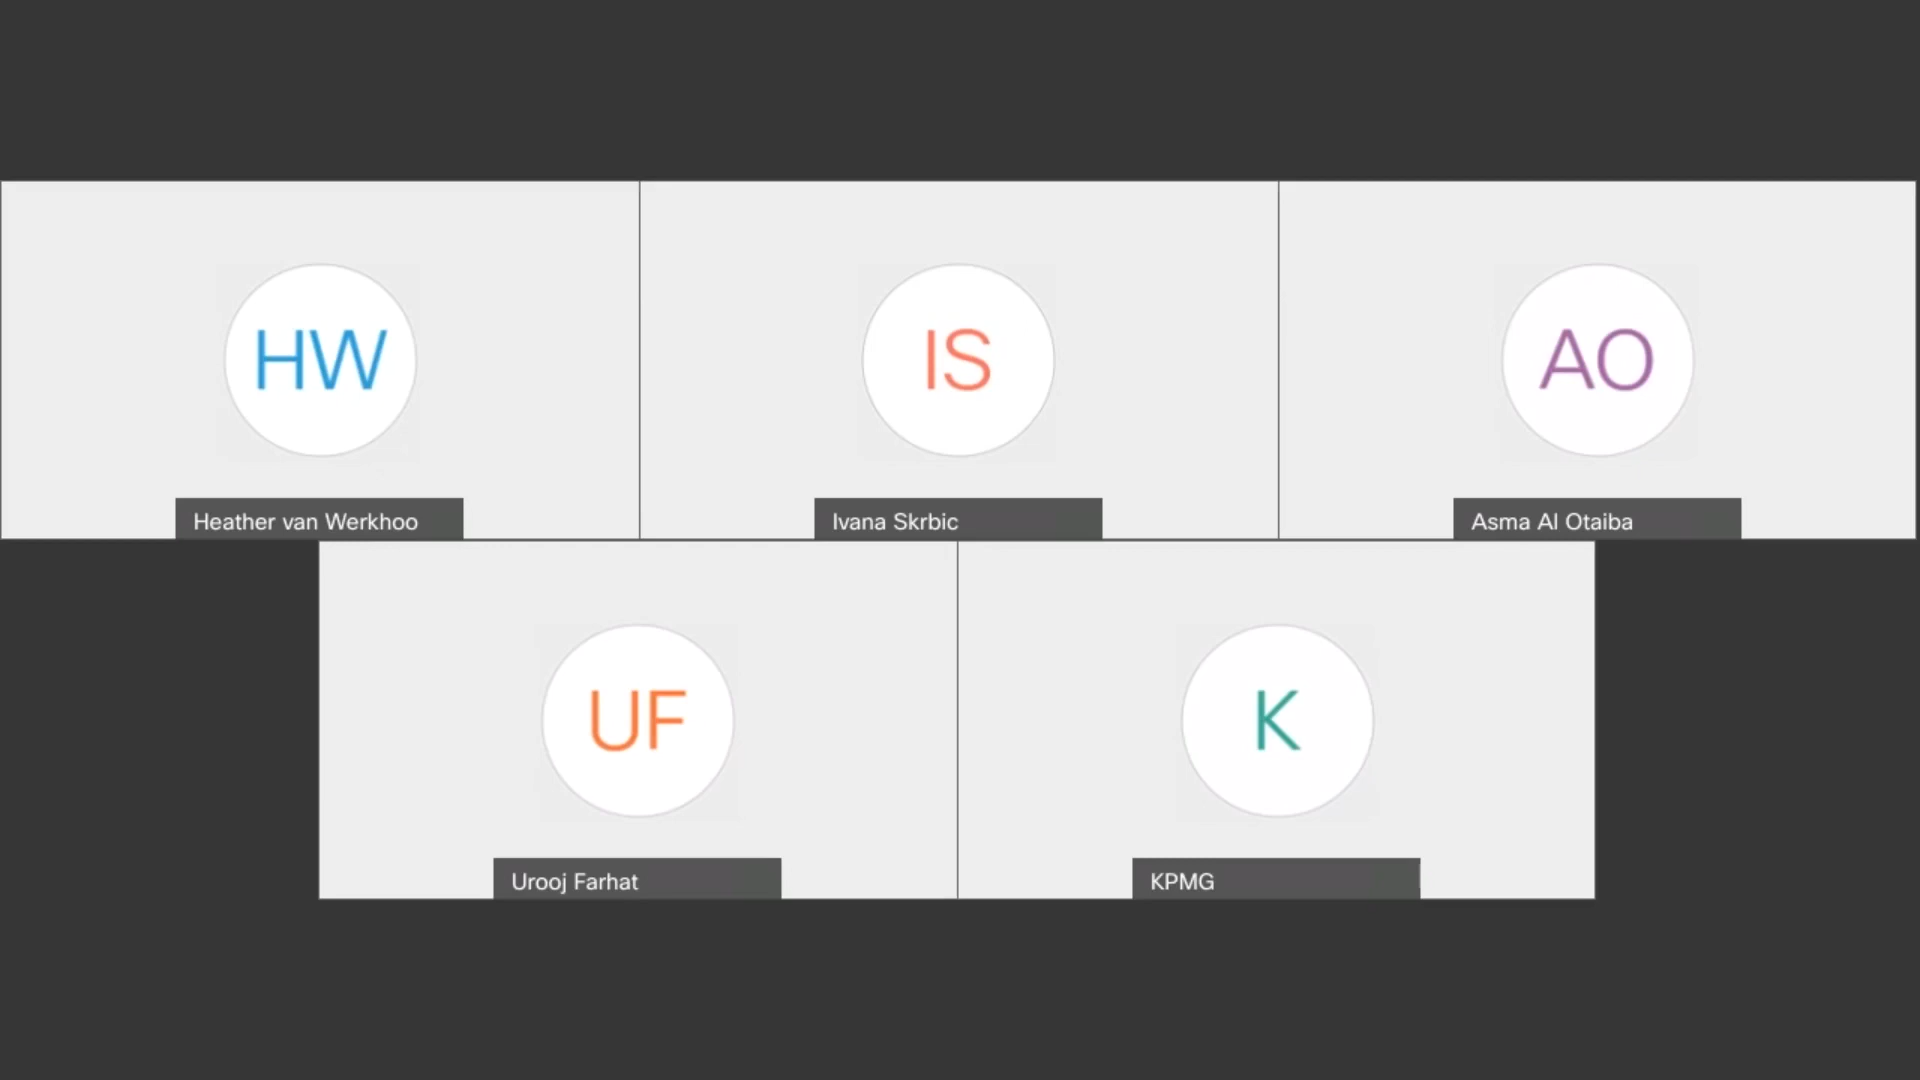 HW
IS
AO
Heather van Werkhoo
Ivana Skrbic
Asma Al Otaiba
UF
K
Urooj Farhat
KPMG